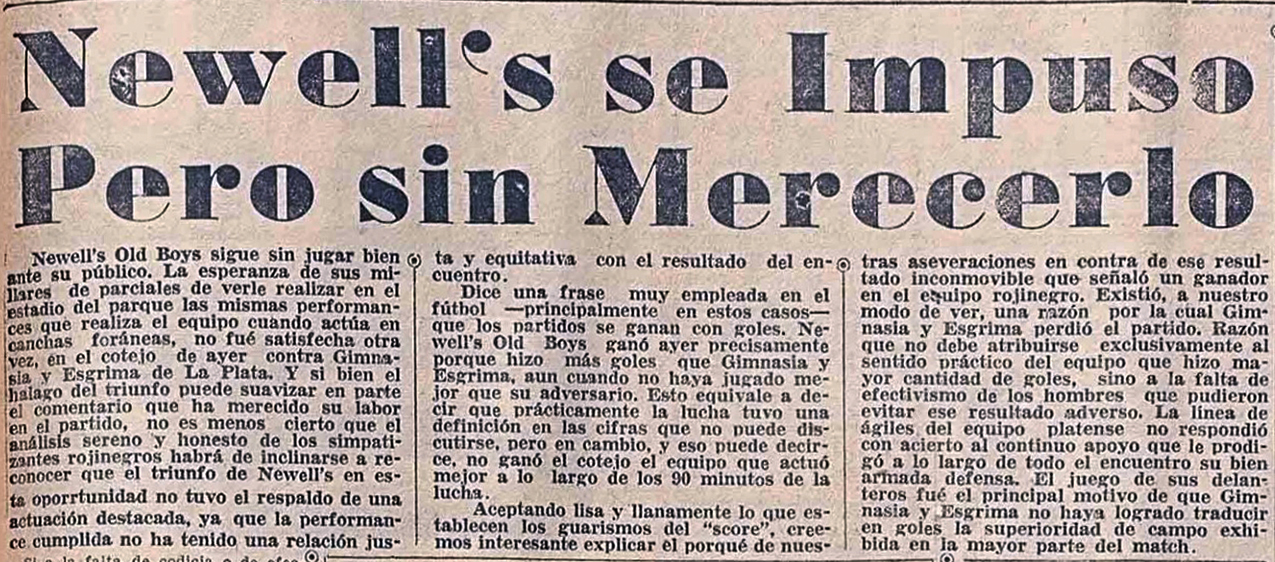 Newell's se Impuso
Pero sin Merecerlo
Newell's Old Boys sigue sin jugar bien
ante su público. La esperanza de sus mi-
llares de parciales de verle realizar en el
estadio del parque las mismas performan-
ces que realiza el equipo cuando actúa en
canchas foráneas, no fué satisfecha otra
vez, en el cotejo de ayer contra Gimna-
sia y Esgrima de La Plata. Y si bien el
halago del triunfo puede suavizar en parte
el comentario que ha merecido su labor
en el partido, no es menos cierto que el
análisis sereno y honesto de los simpati-
zantes rojinegros habrá de inclinarse a re-
conocer que el triunfo de Newell's en es-
ta oporrtunidad no tuvo el respaldo de una
actuación destacada, ya que la performan-
ce cumplida no ha tenido una relación jus-
ta y equitativa con el resultado del en-
cuentro.
Dice una frase muy empleada en el
fútbol —principalmente en estos casos—
que los partidos se ganan con goles. Ne-
well's Old Boys ganó ayer precisamente
porque hizo más goles que Gimnasia y
Esgrima, aun cuando no haya jugado me-
jor que su adversario. Esto equivale a de-
cir que prácticamente la lucha tuvo una
definición en las cifras que no puede dis-
cutirse, pero en cambio, y eso puede decir-
ce, no ganó el cotejo el equipo que actuó
mejor a lo largo de los 90 minutos de la
lucha.
Aceptando lisa y llanamente lo que es-
tablecen los guarismos del "score", cree-
mos interesante explicar el porqué de nues-
tras aseveraciones en contra de ese resul-
tado inconmovible que señaló un ganador
en el equipo rojinegro. Existió, a nuestro
modo de ver, una razón por la cual Gim-
nasia y Esgrima perdió el partido. Razón
que no debe atribuirse exclusivamente al
sentido práctico del equipo que hizo ma-
yor cantidad de goles, sino a la falta de
efectivismo de los hombres que pudieron
evitar ese resultado adverso. La línea de
ágiles del equipo platense no respondió
con acierto al continuo apoyo que le prodi-
gó a lo largo de todo el encuentro su bien
armada defensa. El juego de sus delan-
teros fué el principal motivo de que Gim-
nasia y Esgrima no haya logrado traducir
en goles la superioridad de campo exhi-
bida en la mayor parte del match.